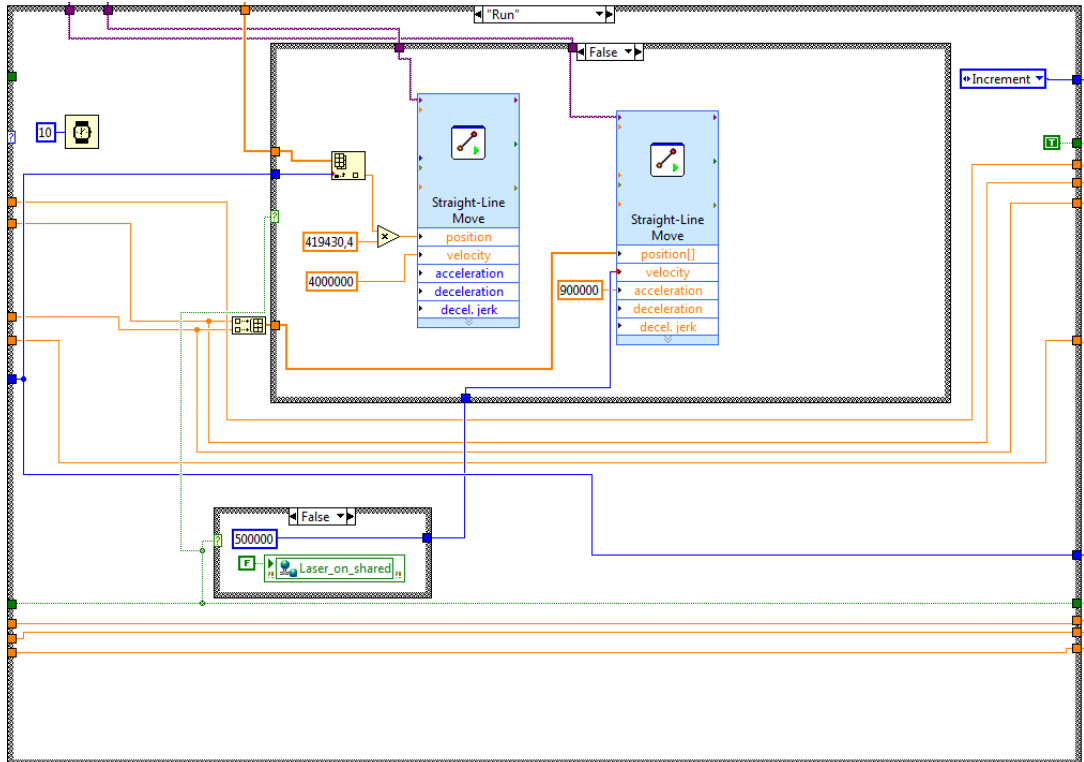 "Run"
False
Increment
10
T
Straight-Line
Move
Straight-Line
Move
419430,4
position
position[]
velocity
velocity
4000000
900000
acceleration
acceleration
deceleration
deceleration
decel. jerk
decel. jerk
False
500000
F
Laser_on_shared